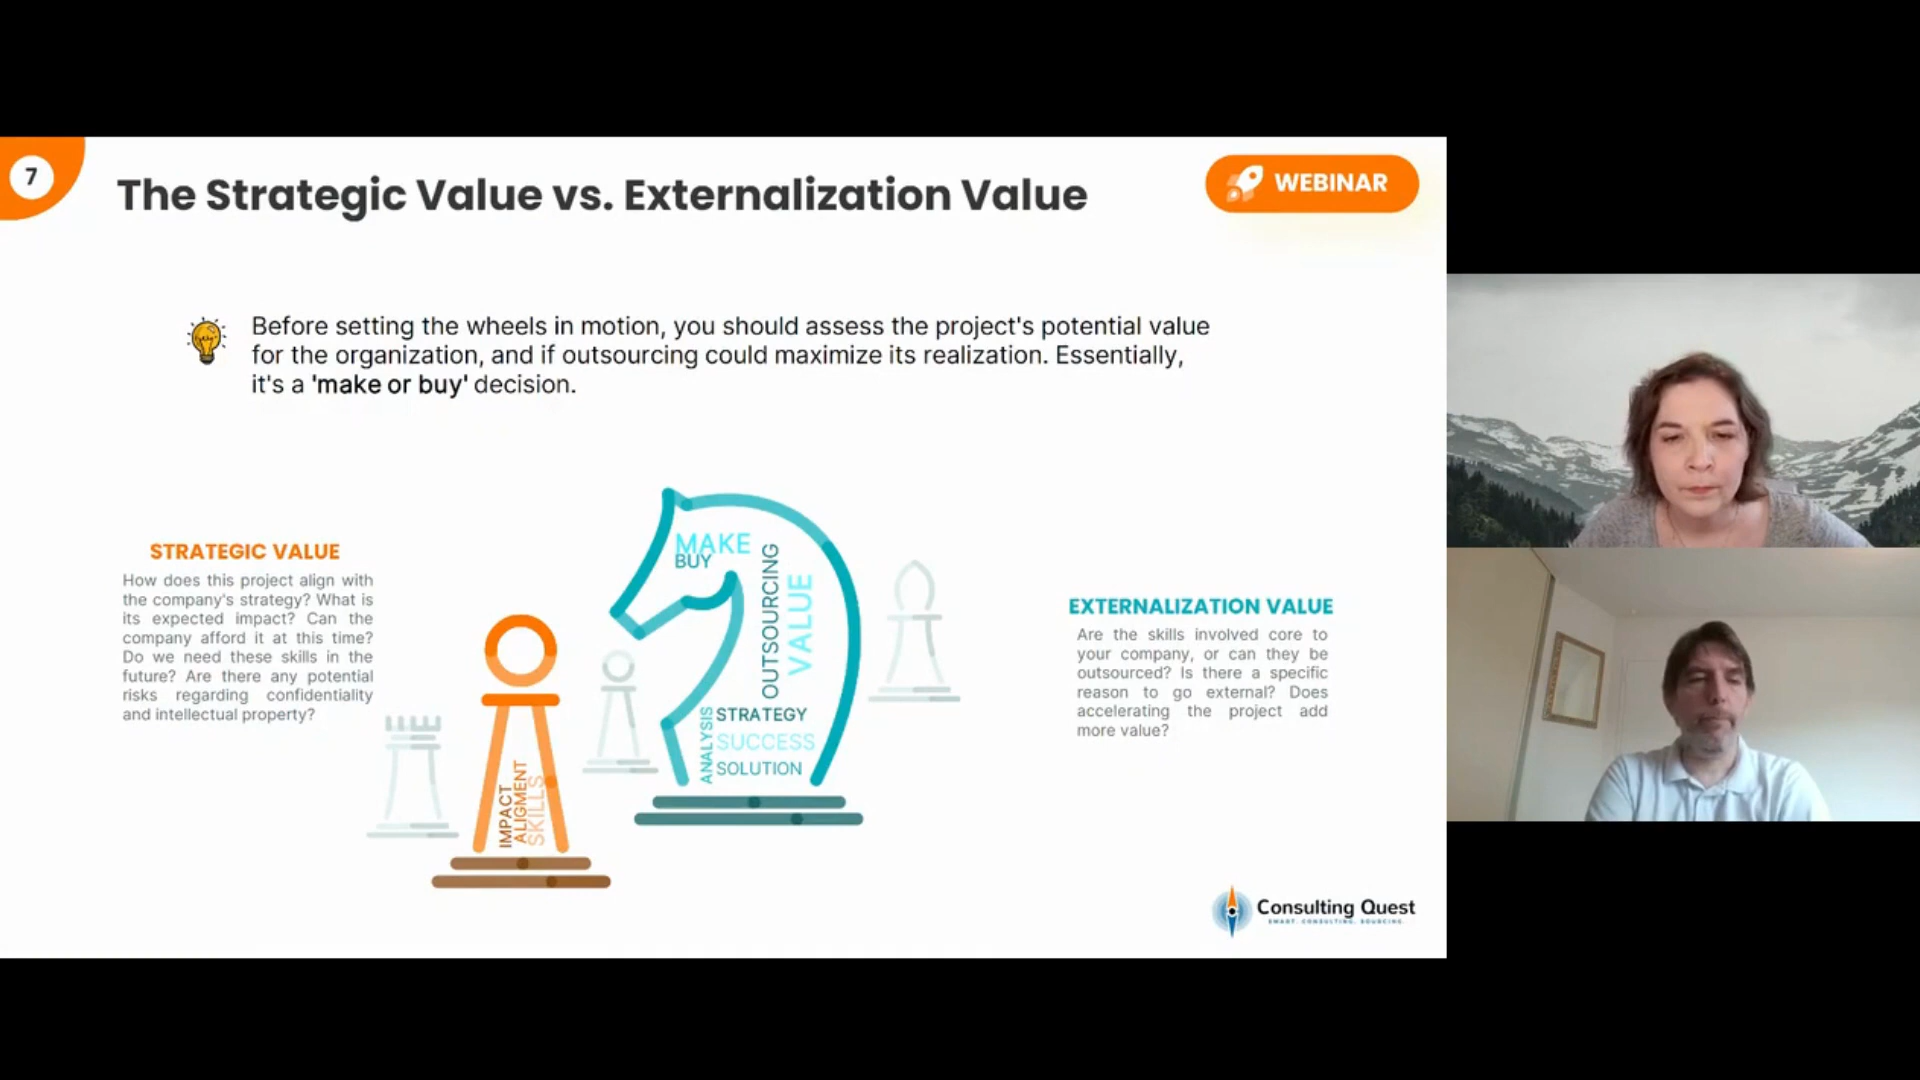 7
The Strategic Value vs. Externalization Value
WEBINAR
Before setting the wheels in motion, you should assess the project's potential value
for the organization, and if outsourcing could maximize its realization. Essentially,
it's a 'make or buy' decision.
STRATEGIC VALUE
How does this project align with
the company's strategy? What is
its expected impact? Can the
company afford it at this time?
Do we need these skills in the
future? Are there any potential
risks regarding confidentiality
and intellectual property?
IMPACT
ALIGMENT
SKILLS
MAKE
BUY
OUTSOURCING
VALUE
ANALYSIS
STRATEGY
SUCCESS
SOLUTION
EXTERNALIZATION VALUE
Are the skills involved core to
your company, or can they be
outsourced? Is there a specific
reason to go external? Does
accelerating the project add
more value?
Consulting Quest
SMART. CONSULTING. SOURCING.